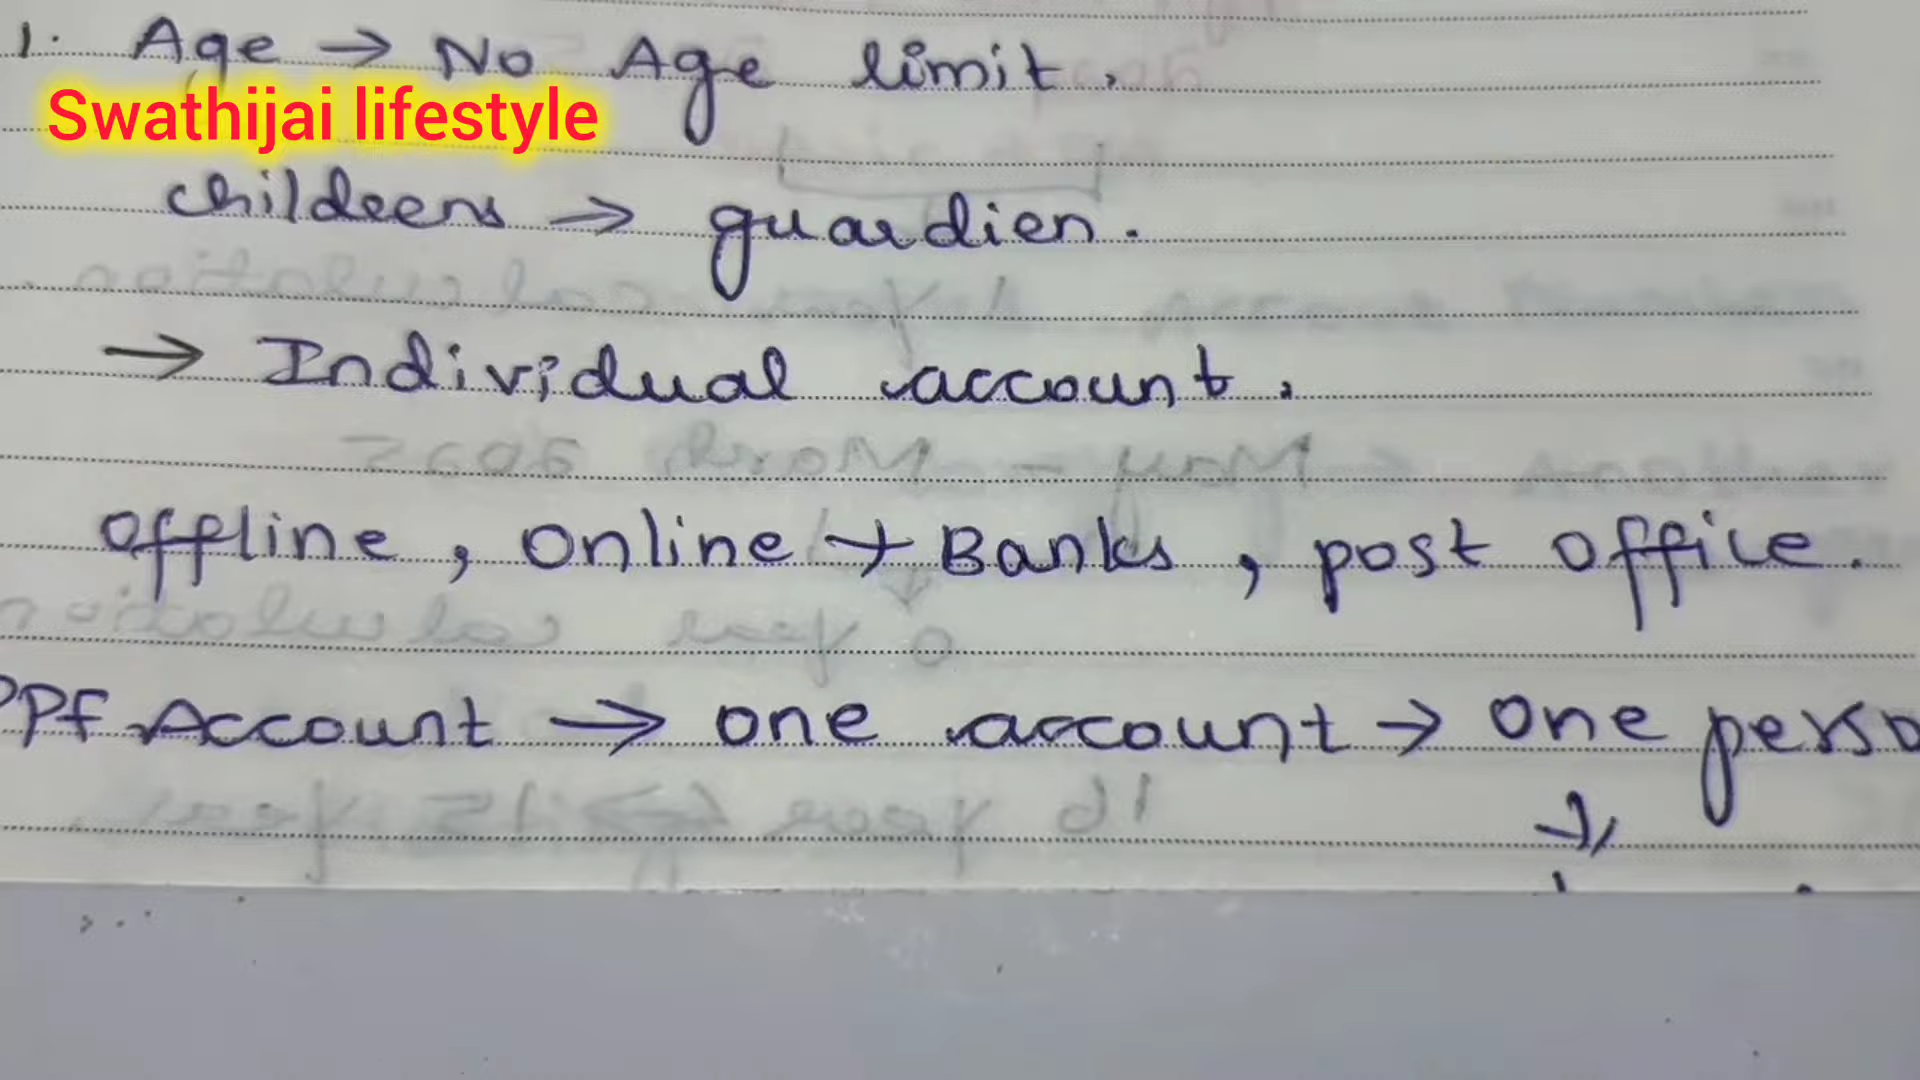 1. Age → No Age limit.
Swathijai lifestyle
childeens → guardien.
→ Individual account.
offline, online → Banks, post office.
PPf Account → one account → one perso